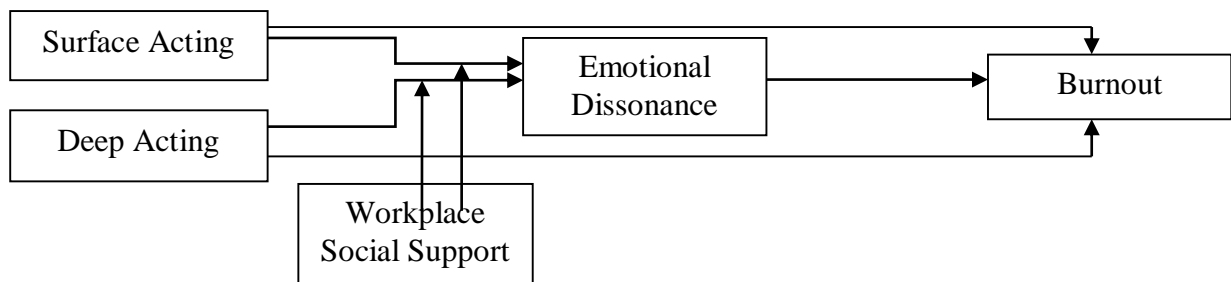 Surface Acting
Emotional
Dissonance
Burnout
Deep Acting
Workplace
Social Support